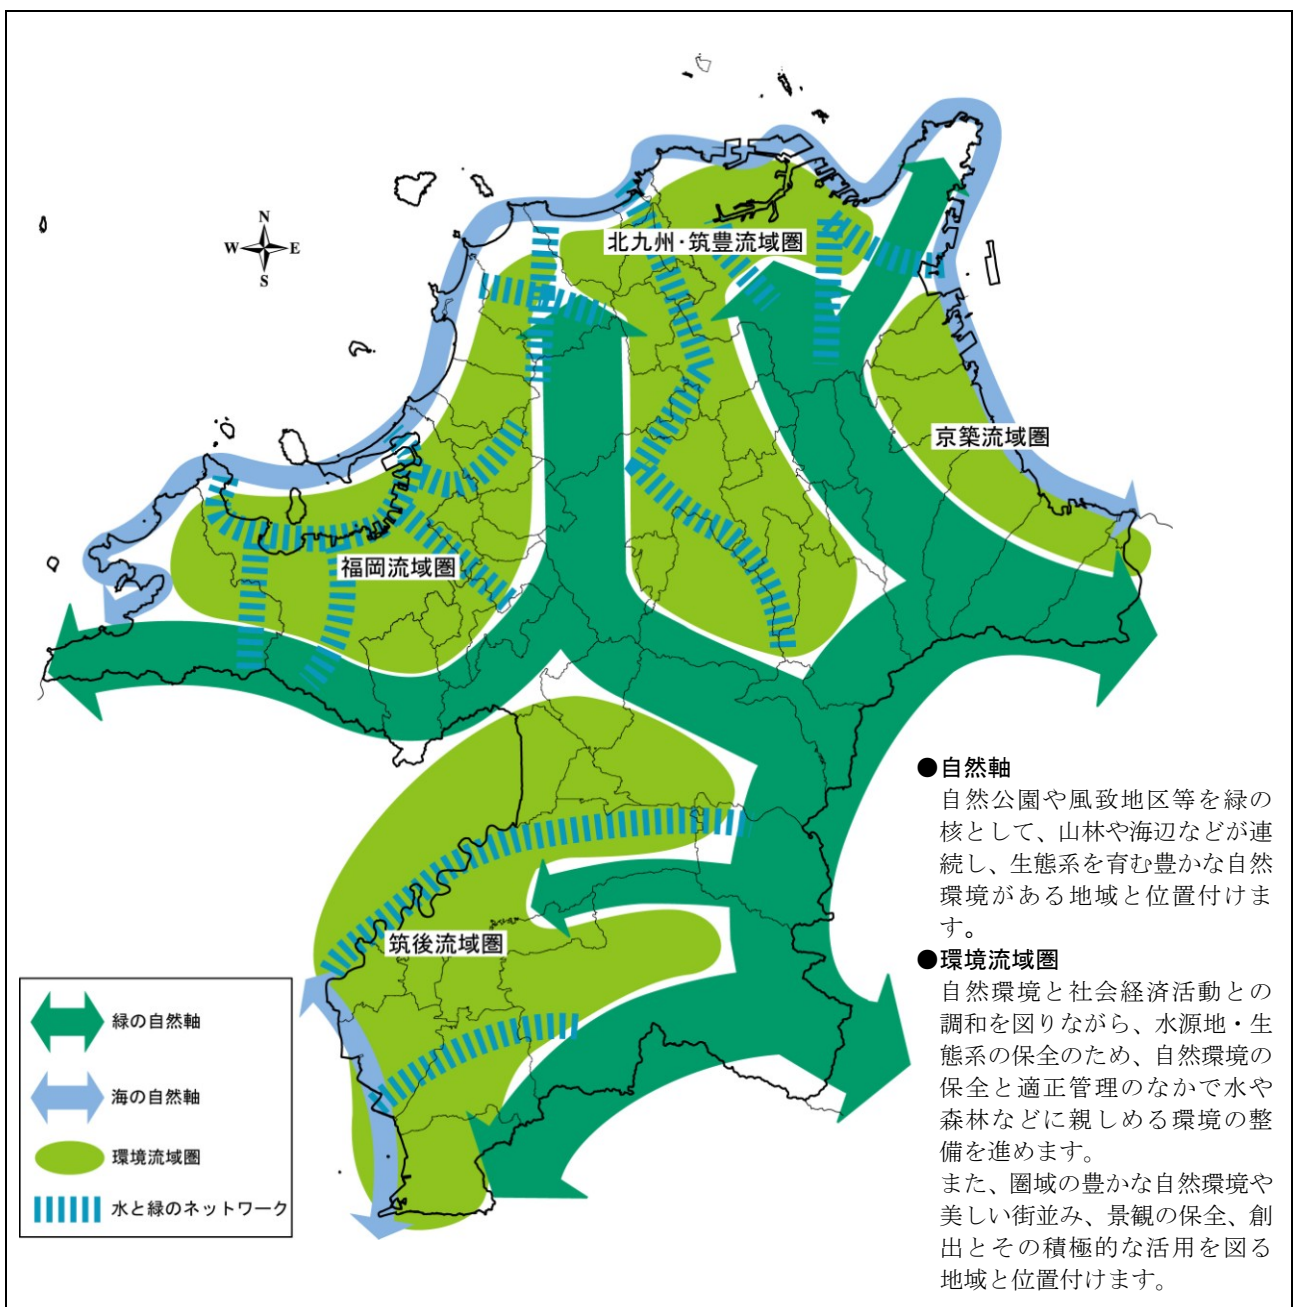 N
W E
S
北九州・筑豊流域圏
京築流域圏
福岡流域圏
筑後流域圏
緑の自然軸
海の自然軸
環境流域圏
水と緑のネットワーク
●自然軸
自然公園や風致地区等を緑の
核として、山林や海辺などが連
続し、生態系を育む豊かな自然
環境がある地域と位置付けま
す。
●環境流域圏
自然環境と社会経済活動との
調和を図りながら、水源地・生
態系の保全のため、自然環境の
保全と適正管理のなかで水や
森林などに親しめる環境の整
備を進めます。
また、圏域の豊かな自然環境や
美しい街並み、景観の保全、創
出とその積極的な活用を図る
地域と位置付けます。